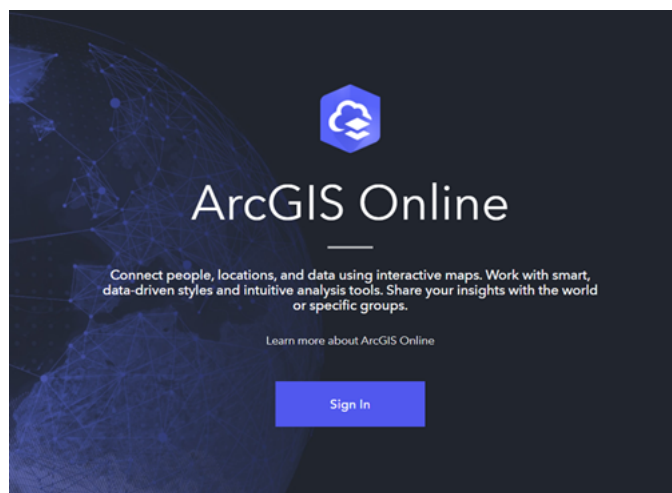 ArcGIS Online
Connect people, locations, and data using interactive maps. Work with smart,
data-driven styles and intuitive analysis tools. Share your insights with the world
or specific groups.
Learn more about ArcGIS Online
Sign In